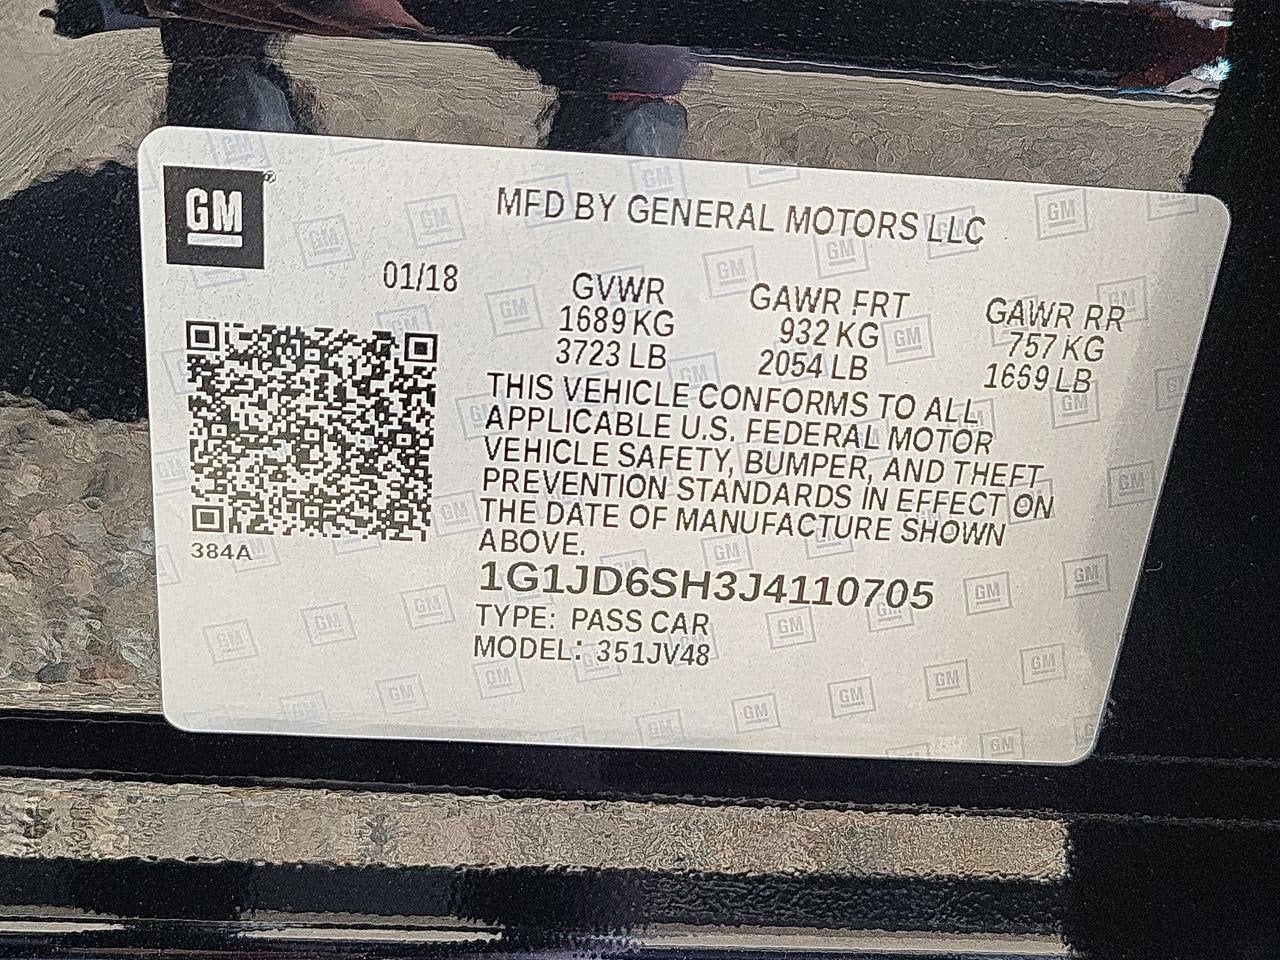 GM
MFD BY GENERAL MOTORS LLC
01/18
GVWR GAWR FRT GAWR RR
1689 KG 932 KG 757 KG
3723 LB 2054 LB 1669 LB
THIS VEHICLE CONFORMS TO ALL
APPLICABLE U.S. FEDERAL MOTOR
VEHICLE SAFETY, BUMPER, AND THEFT
PREVENTION STANDARDS IN EFFECT ON
THE DATE OF MANUFACTURE SHOWN
ABOVE.
384A
1G1JD6SH3J4110705
TYPE: PASS CAR
MODEL: 351JV48